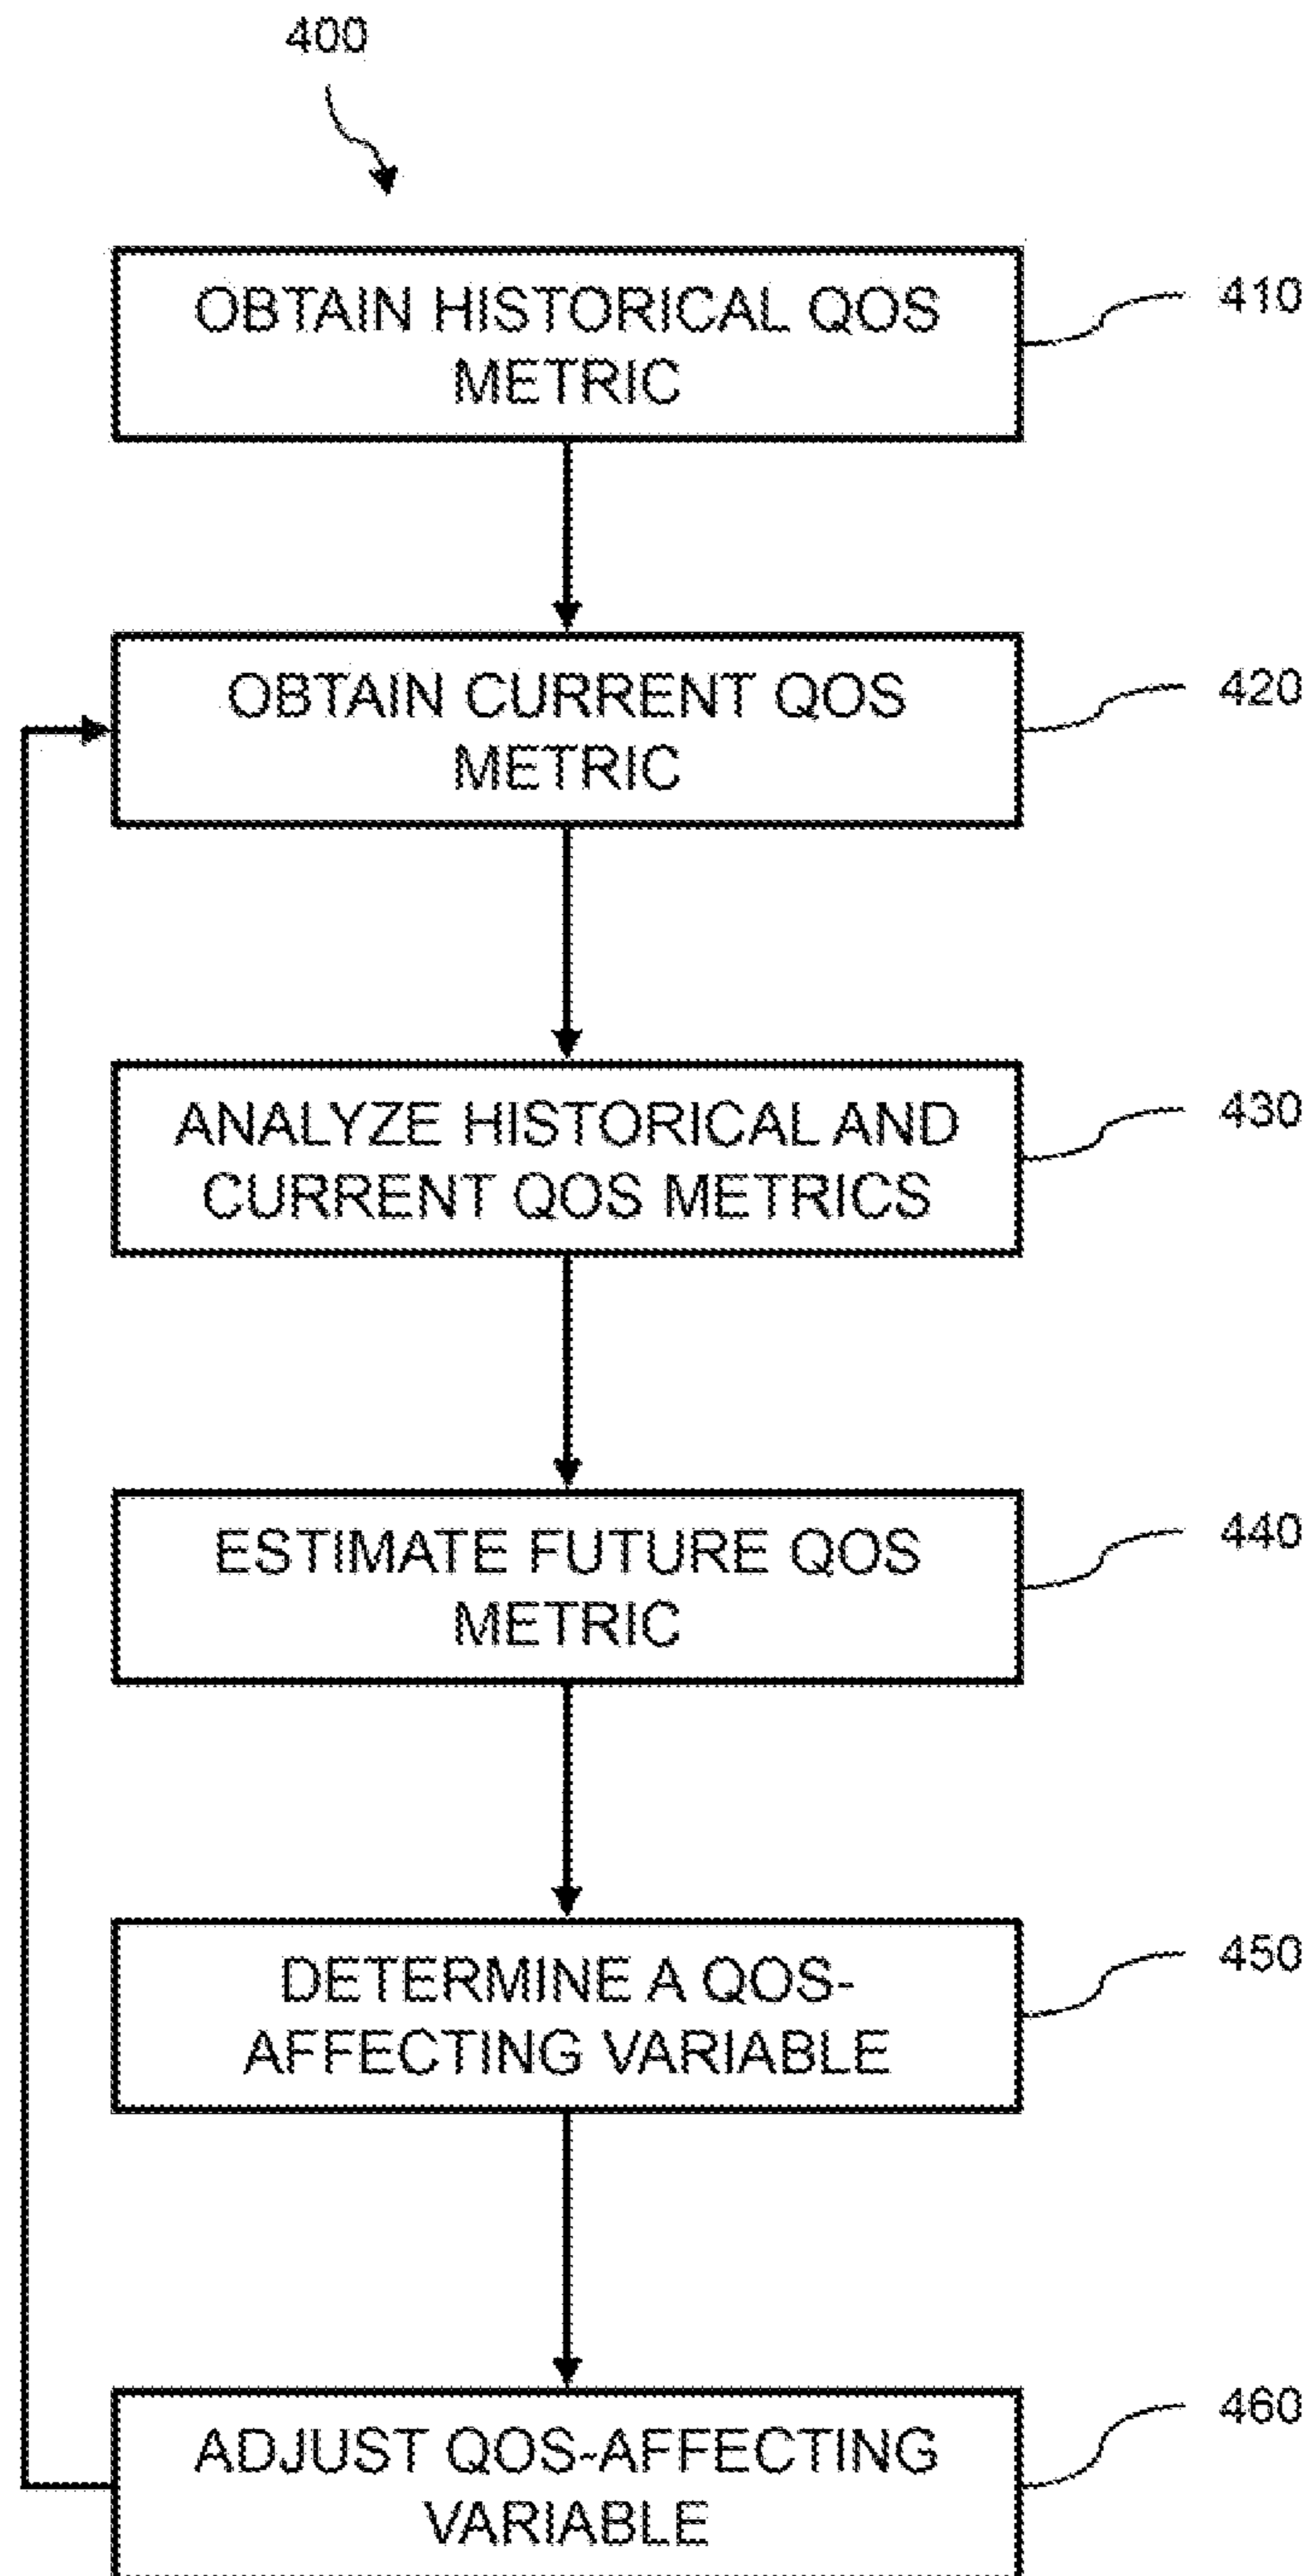 400
OBTAIN HISTORICAL QOS
METRIC
410
OBTAIN CURRENT QOS
METRIC
420
ANALYZE HISTORICAL AND
CURRENT QOS METRICS
430
ESTIMATE FUTURE QOS
METRIC
440
DETERMINE A QOS-
AFFECTING VARIABLE
450
ADJUST QOS-AFFECTING
VARIABLE
460